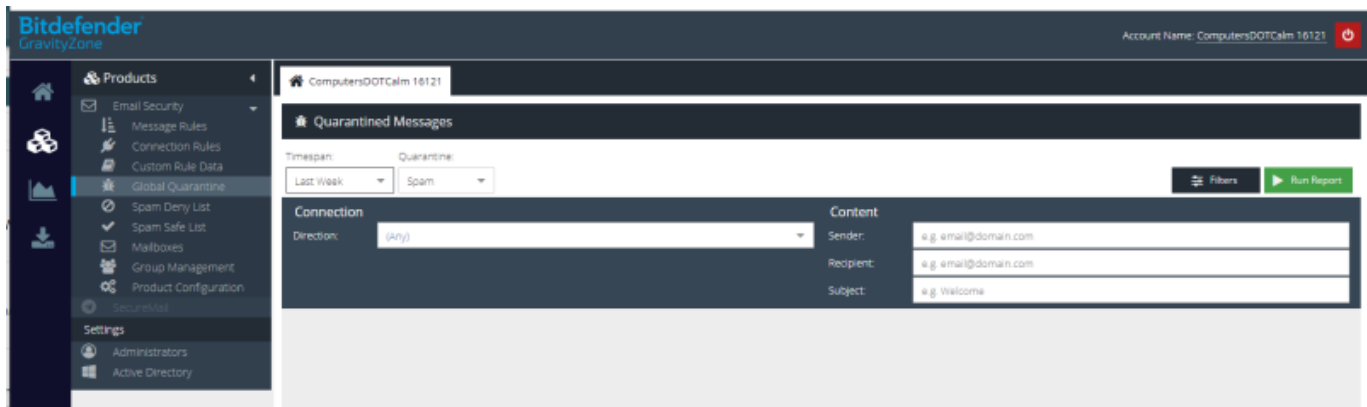 Bitdefender
GravityZone
Account Name: ComputersDOTCalm 16121
Products
ComputersDOTCalm 16121
Email Security
Message Rules
Connection Rules
Custom Rule Data
Global Quarantine
Spam Deny List
Spam Safe List
Mailboxes
Group Management
Product Configuration
SecureMail
Settings
Administrators
Active Directory
Quarantined Messages
Timespan: Quarantine:
Last Week Spam
Filters Run Report
Connection
Direction: (Any)
Content
Sender: e.g. email@domain.com
Recipient: e.g. email@domain.com
Subject: e.g. Welcome